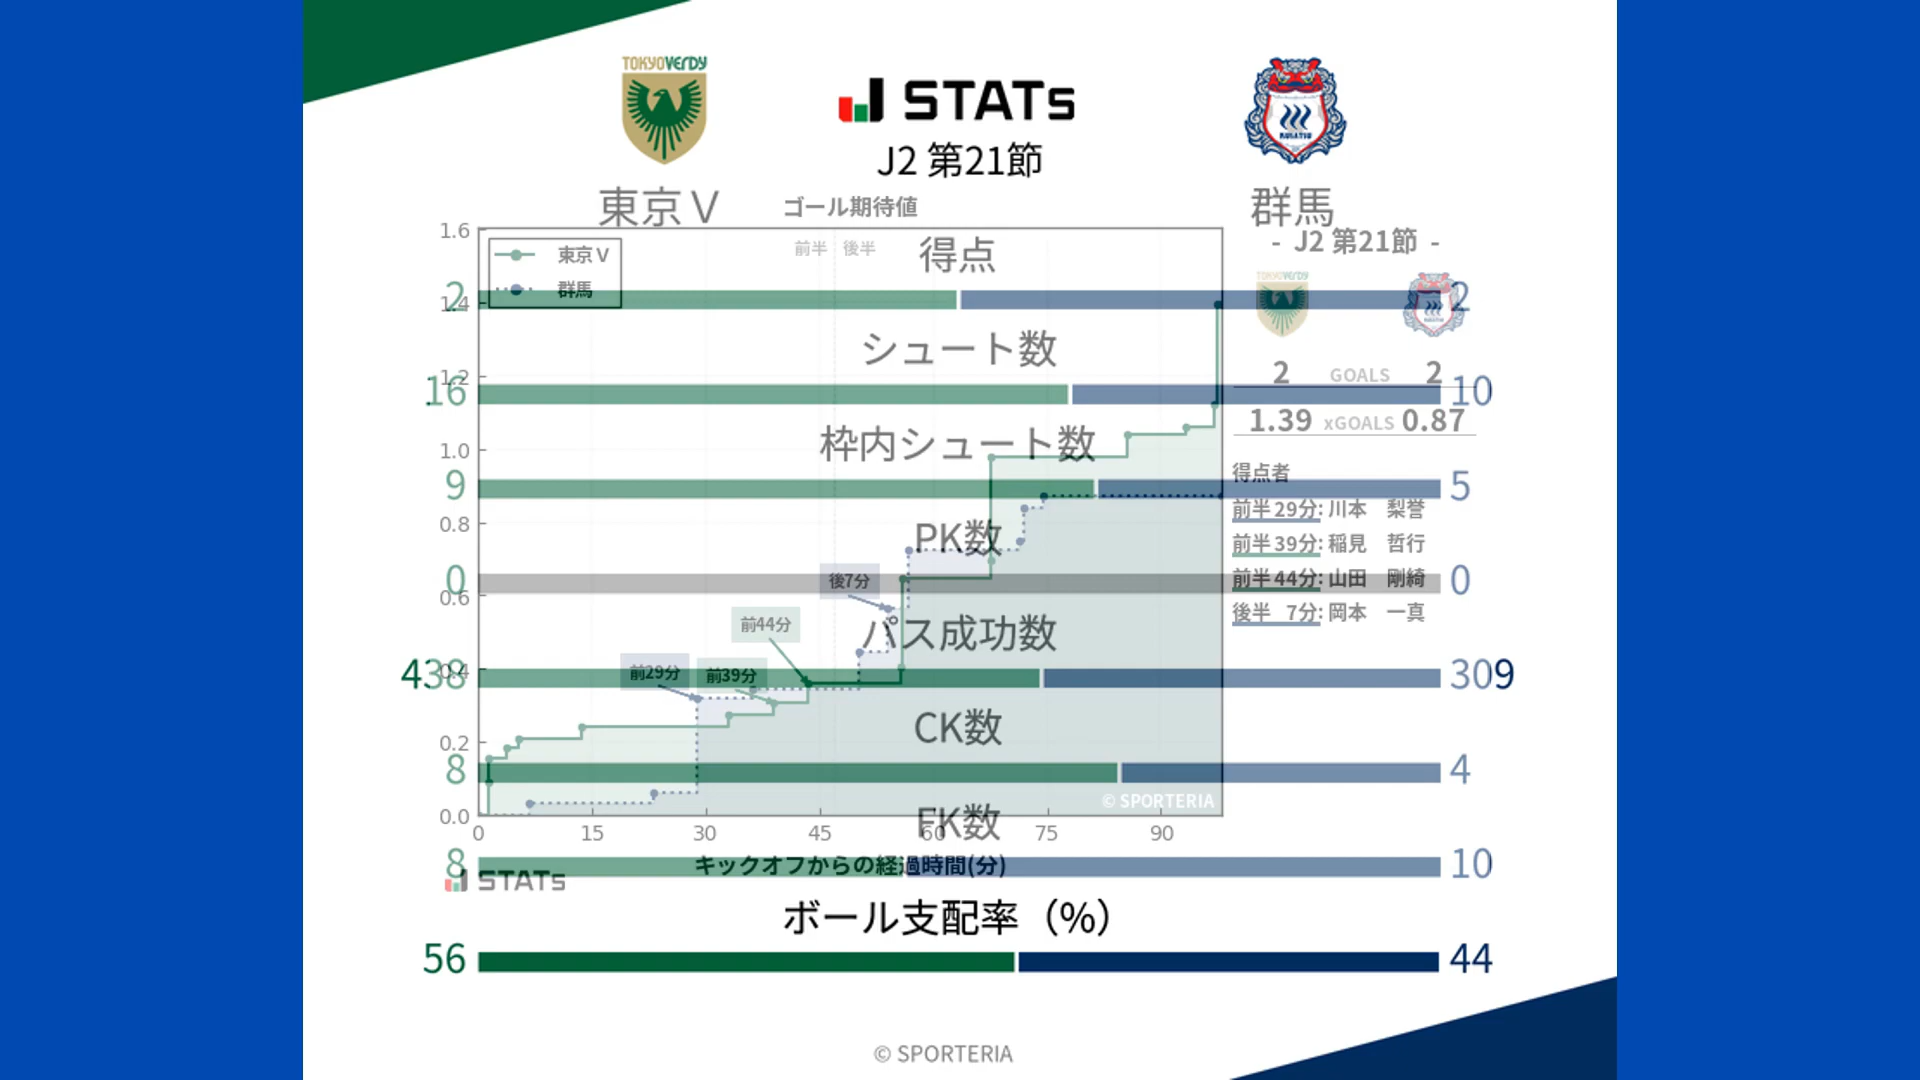 TOKYO VERDY
STATs
J2 第21節
KUSATSU
東京V
群馬
ゴール期待値
- J2 第21節 -
1.6
東京V
前半 後半
得点
群馬
2
1.4
2
シュート数
1.2
16
10
2 GOALS 2
1.39 xGOALS 0.87
枠内シュート数
1.0
9
5
得点者
前半29分: 川本 梨誉
前半39分: 稲見 哲行
前半44分: 山田 剛綺
後半 7分: 岡本 一真
0.8
PK数
後7分
0
0
0.6
前44分
パス成功数
前29分
前39分
438
0.4
309
CK数
0.2
8
4
© SPORTERIA
0.0
FK数
0 15 30 45 60 75 90
キックオフからの経過時間(分)
8
10
STATs
ボール支配率（%）
56
44
© SPORTERIA